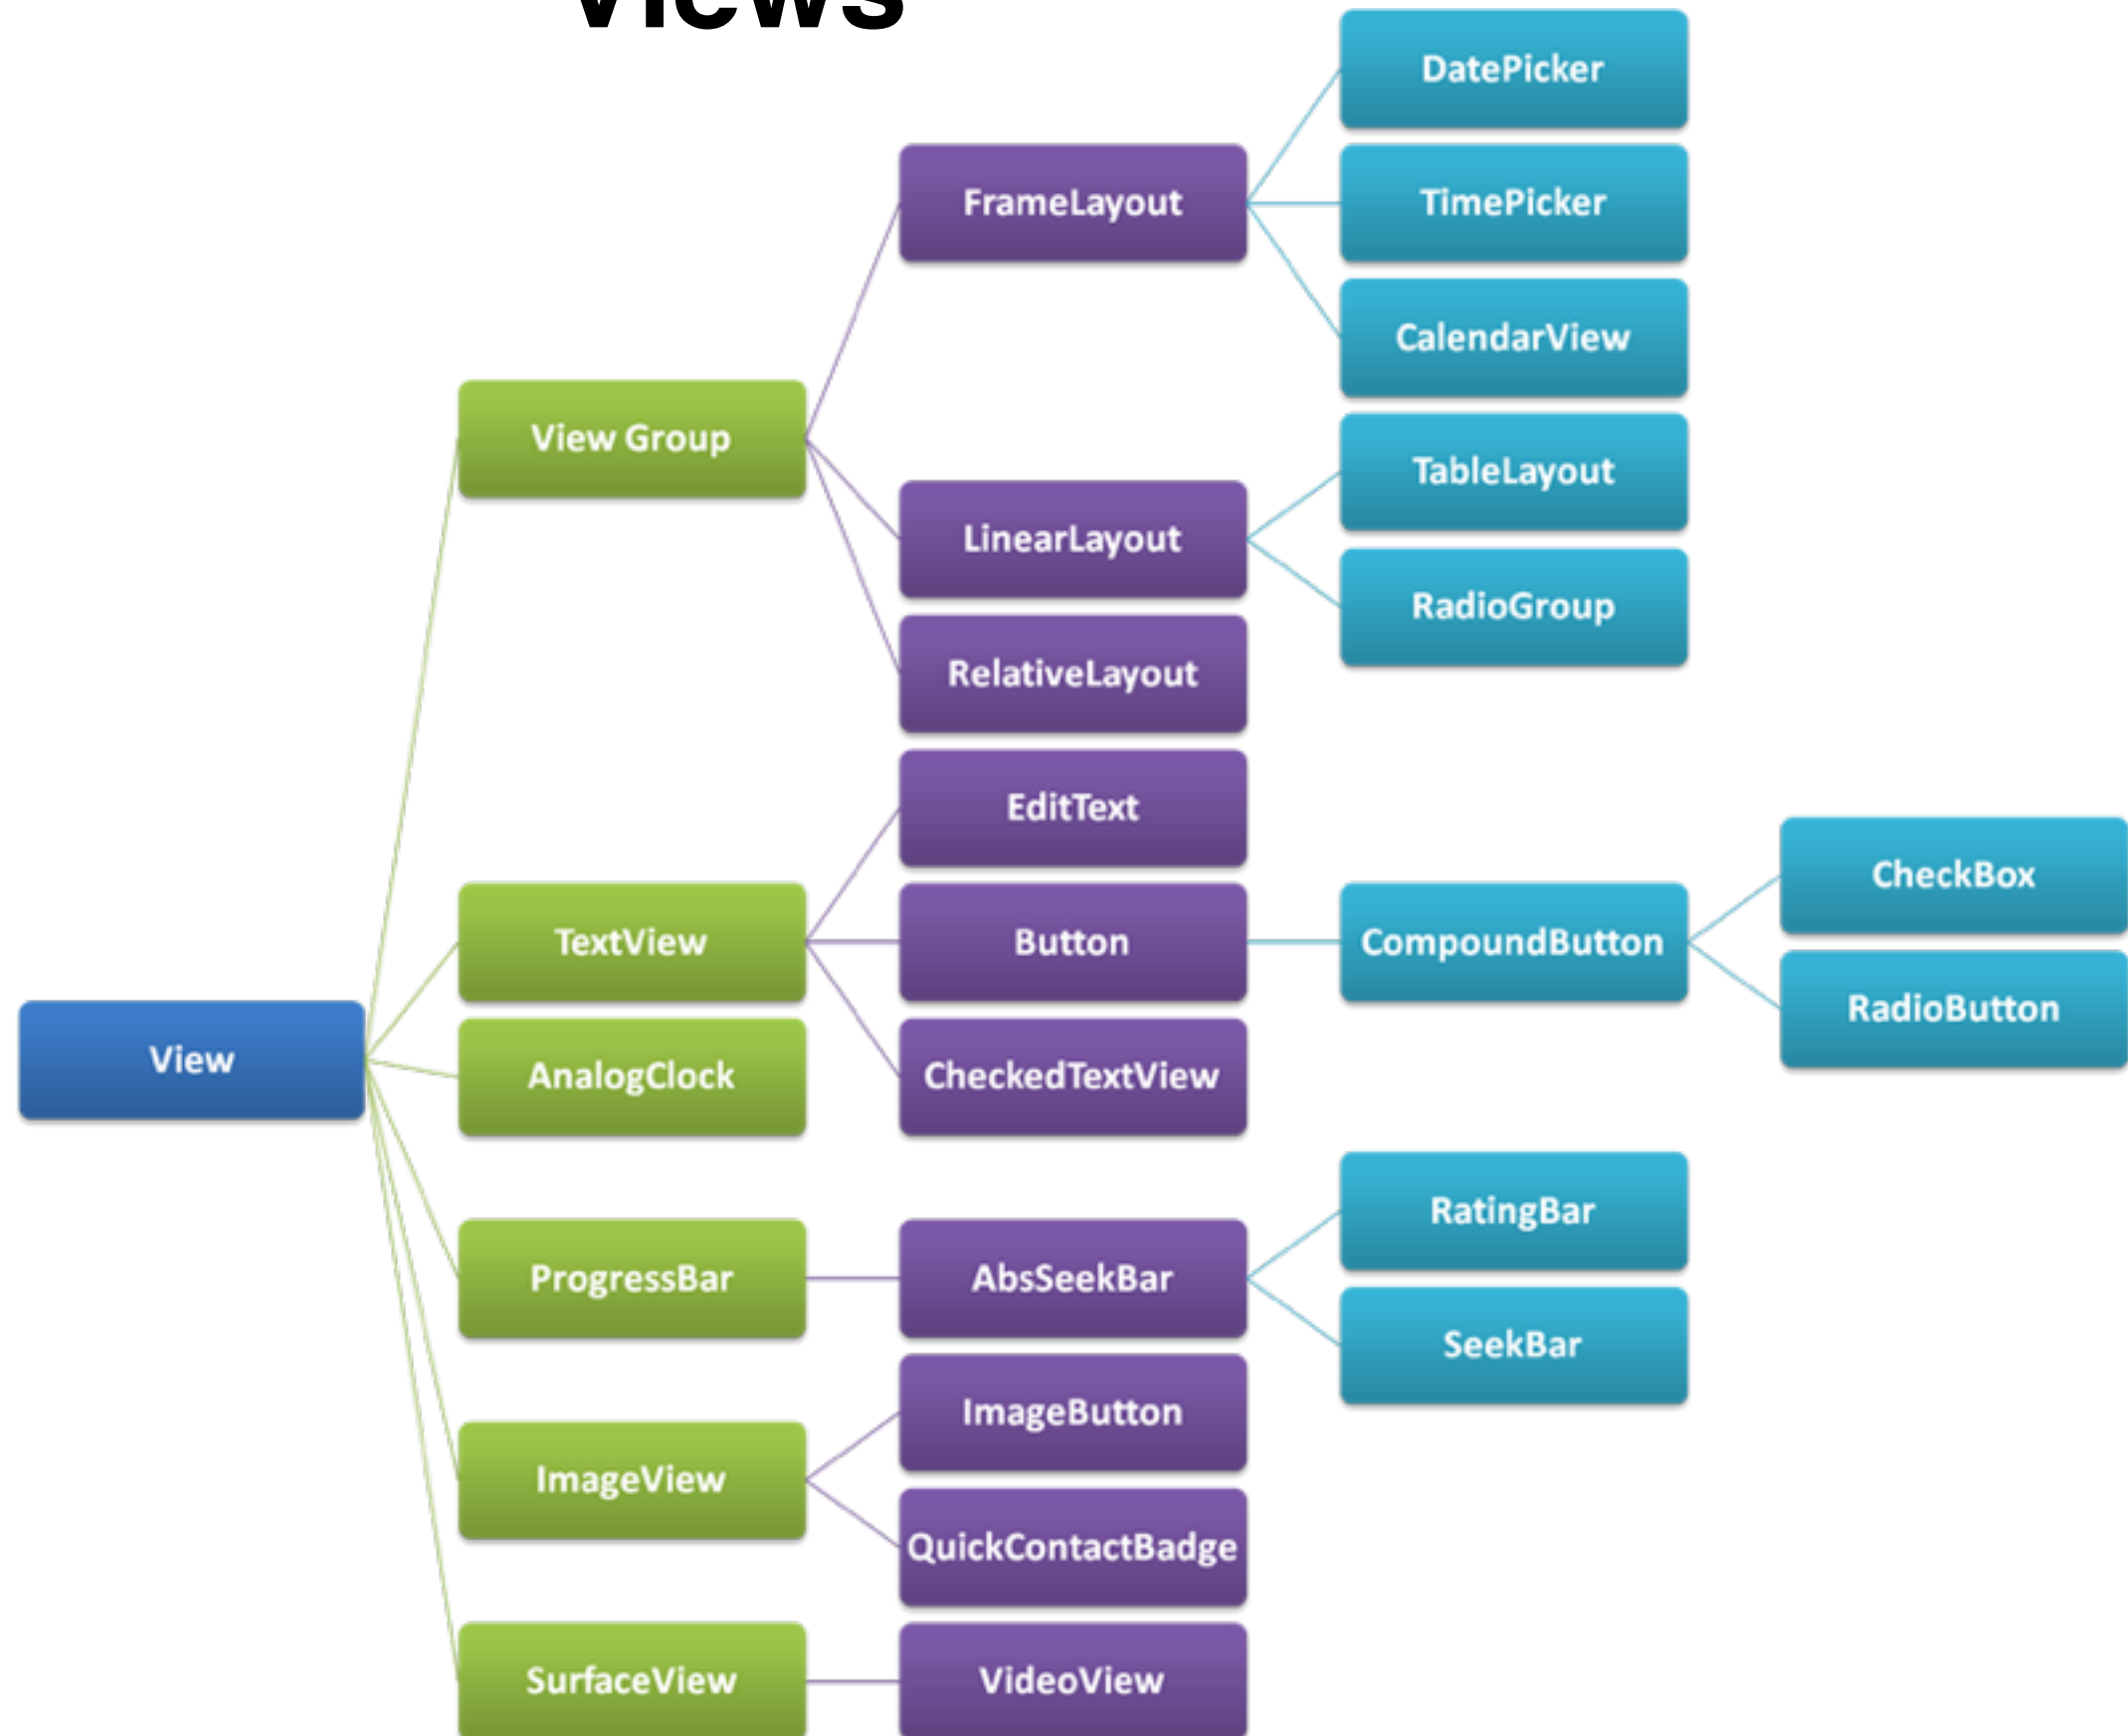 Views
DatePicker
FrameLayout
TimePicker
CalendarView
View Group
TableLayout
LinearLayout
RadioGroup
RelativeLayout
EditText
CheckBox
TextView
Button
CompoundButton
RadioButton
View
AnalogClock
CheckedTextView
RatingBar
ProgressBar
AbsSeekBar
SeekBar
ImageButton
ImageView
QuickContactBadge
SurfaceView
VideoView